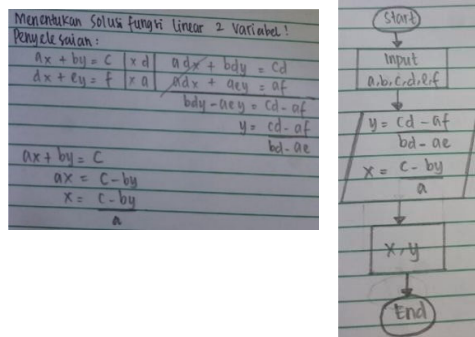 Menentukan solusi fungsi linear 2 variabel!
Penyelesaian:
ax + by = c | x d | adx + bdy = cd
dx + ey = f | x a | adx + aey = af
bdy - aey = cd - af
y = cd - af
bd - ae
ax + by = c
ax = c - by
x = c - by
a
Start
Input
a,b,c,d,e,f
y = cd - af
bd - ae
x = c - by
a
x, y
End